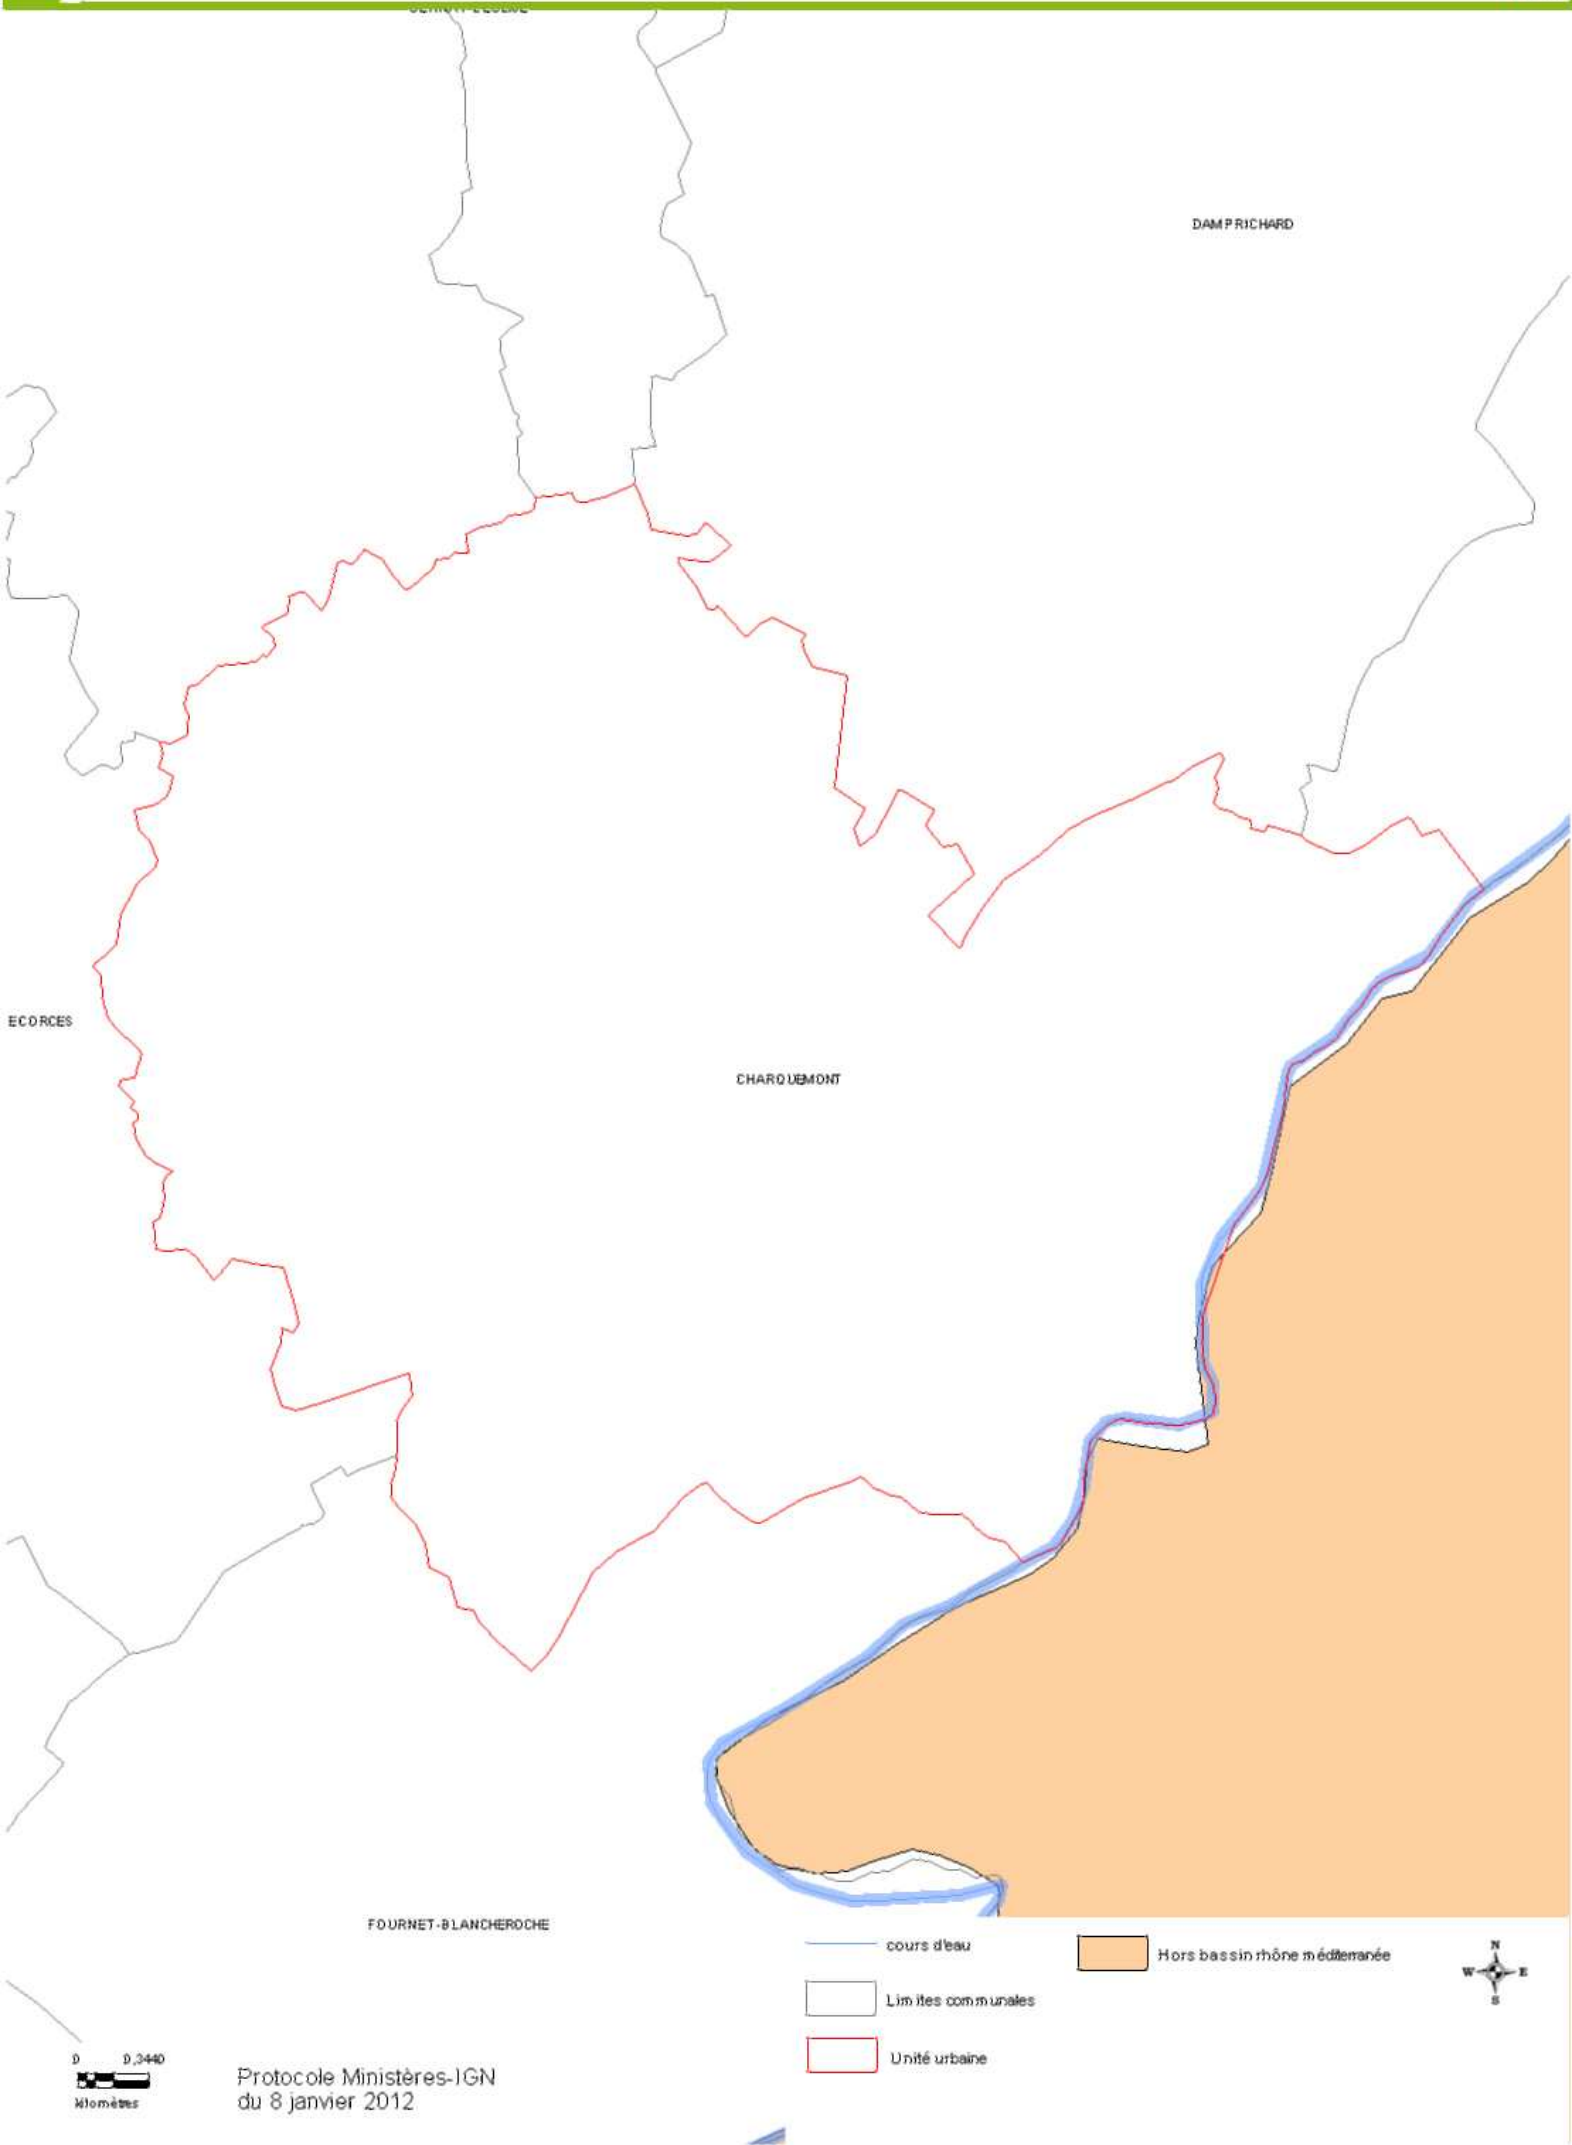 DAMPRICHARD
ECORCES
CHARQUEMONT
FOURNET-BLANCHEROCHE
cours d'eau
Hors bassin rhône méditerranée
Limites communales
Unité urbaine
N
W E
S
0 0,3440
kilomètres
Protocole Ministères-IGN
du 8 janvier 2012